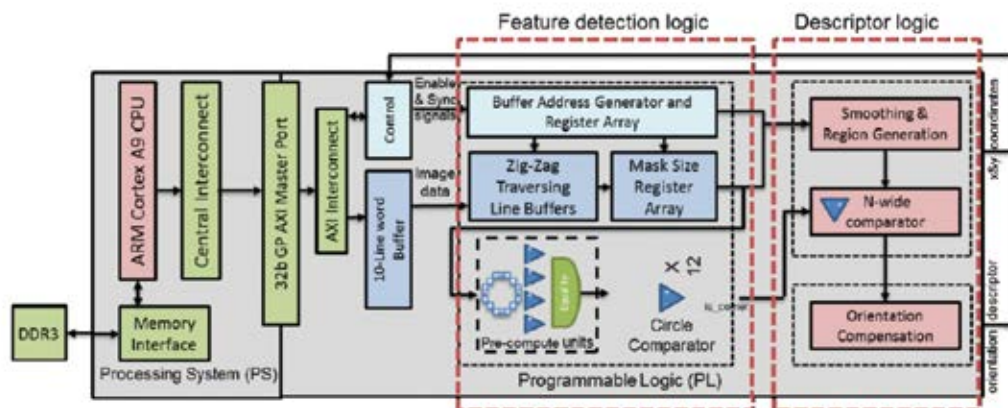 Feature detection logic
Descriptor logic
ARM Cortex A9 CPU
Central Interconnect
32b GP AXI Master Port
AXI Interconnect
Control
10-Line word
Buffer
Enable
& Sync
signals
Image
data
Buffer Address Generator and
Register Array
Zig-Zag
Traversing
Line Buffers
Mask Size
Register
Array
Pre-compute units
X
12
Circle
Comparator
Programmable Logic (PL)
Smoothing &
Region Generation
N-wide
comparator
Orientation
Compensation
x&y coordinates
descriptor
orientation
DDR3
Memory
Interface
Processing System (PS)